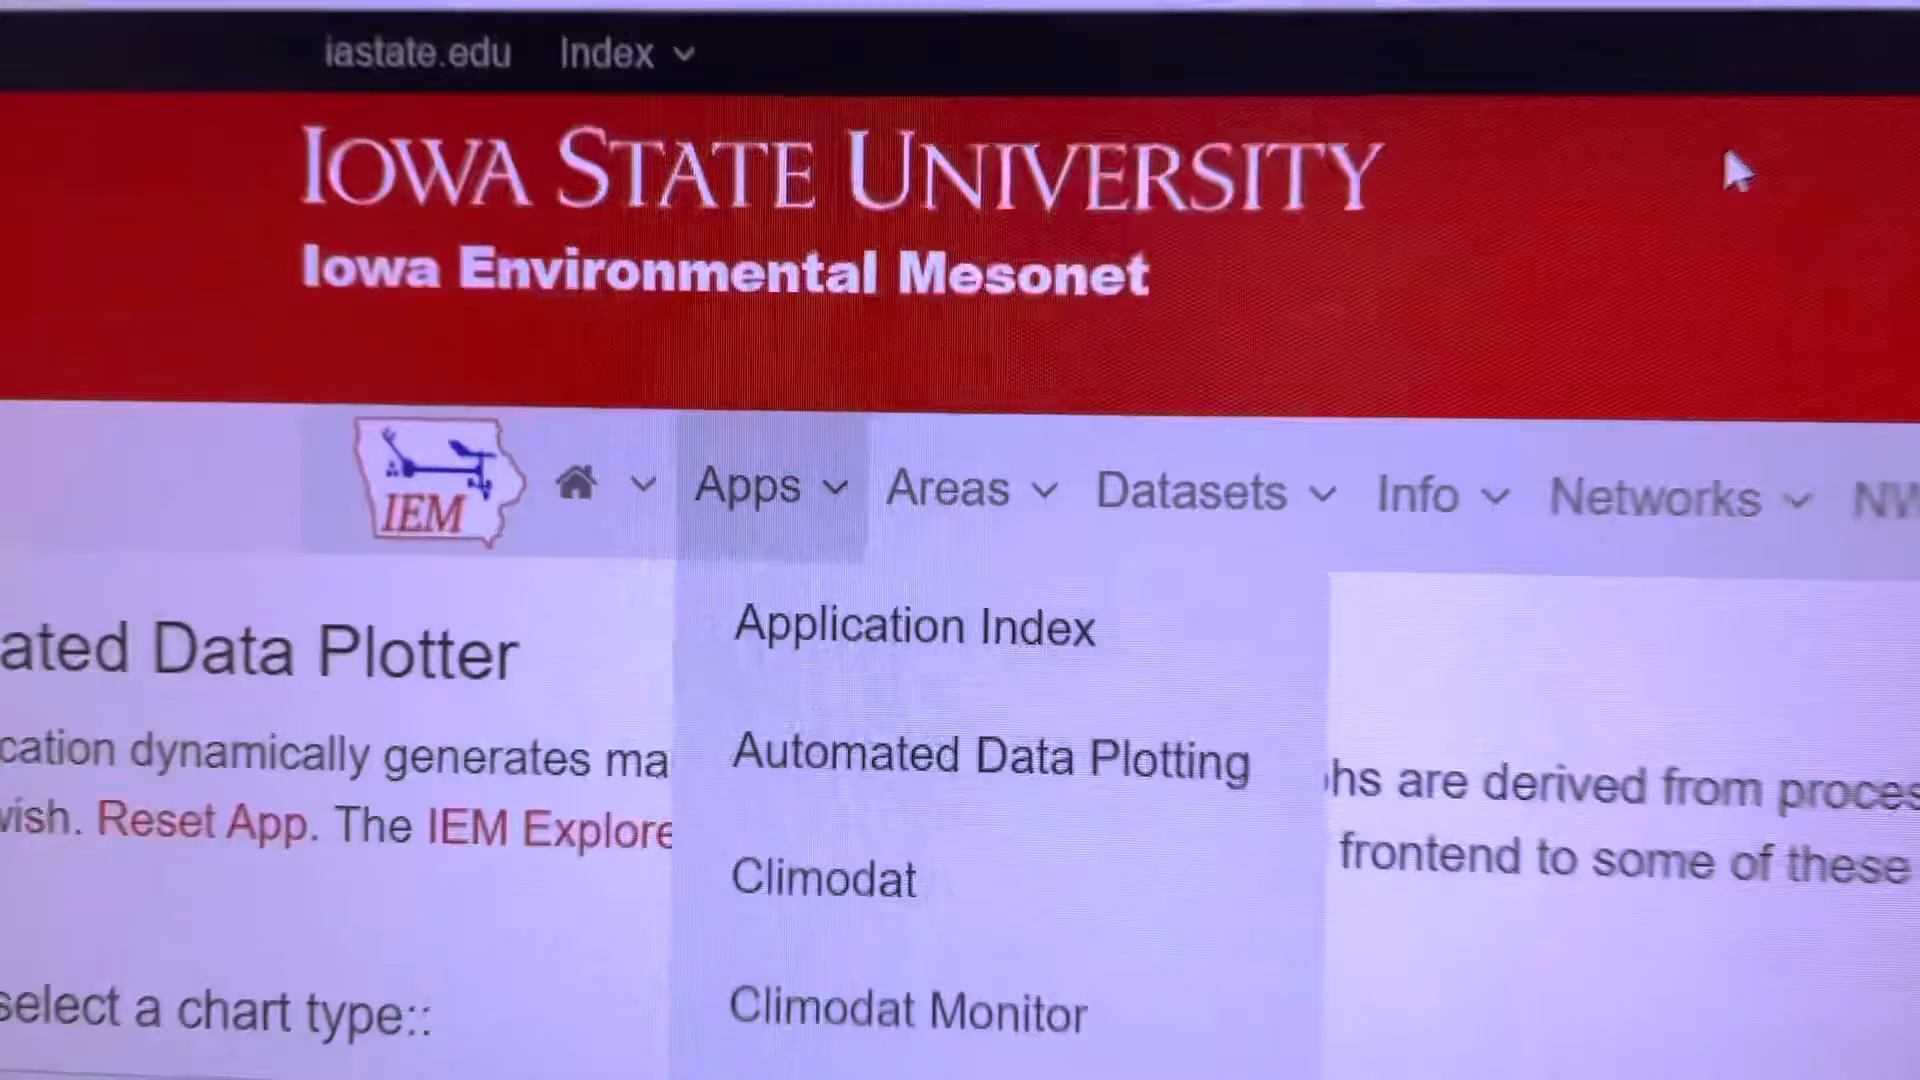 iastate.edu Index
IOWA STATE UNIVERSITY
Iowa Environmental Mesonet
IEM Apps Areas Datasets Info Networks NW
Application Index
ated Data Plotter
Automated Data Plotting
cation dynamically generates ma hs are derived from proces
vish. Reset App. The IEM Explore frontend to some of these
Climodat
select a chart type::
Climodat Monitor